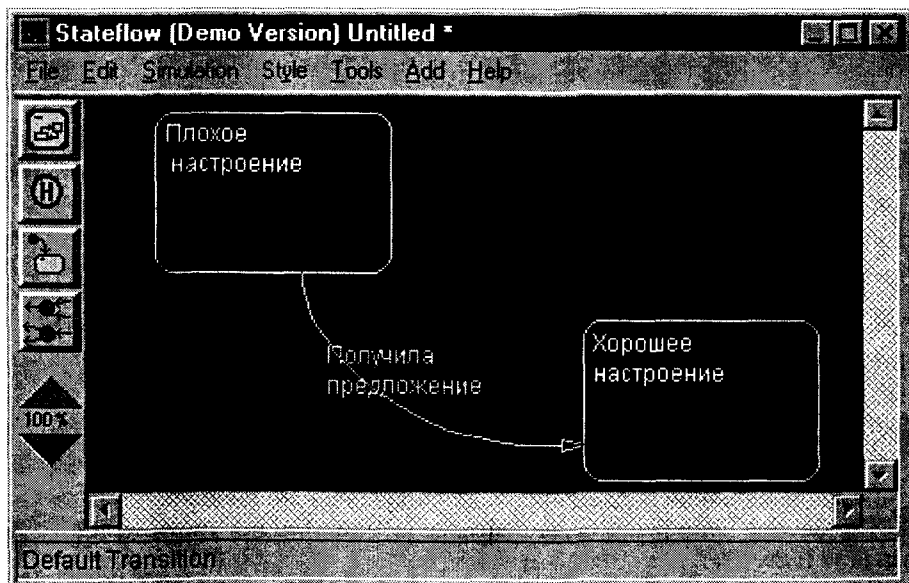 Stateflow (Demo Version) Untitled *
File Edit Simulation Style Tools Add Help
Плохое
настроение
H
Получила
предложение
Хорошее
настроение
100%
Default Transition